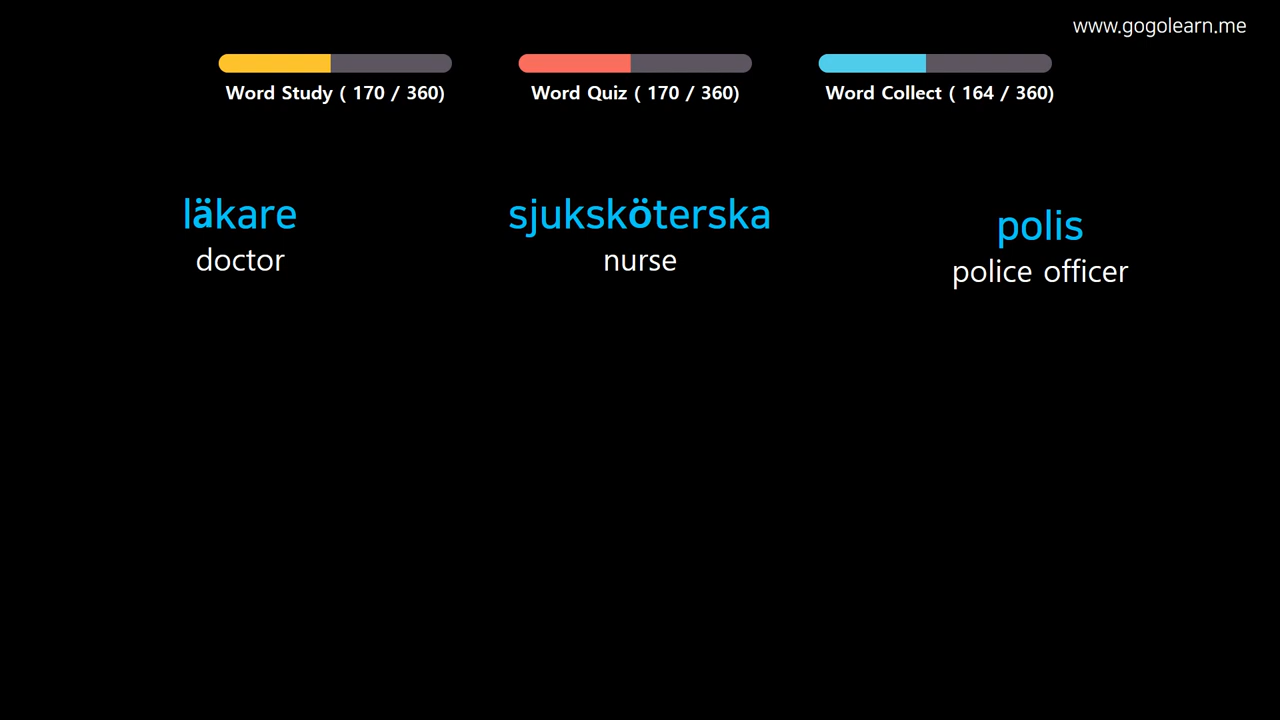 www.gogolearn.me
Word Study ( 170 / 360)
Word Quiz ( 170 / 360)
Word Collect ( 164 / 360)
läkare
doctor
sjuksköterska
nurse
polis
police officer